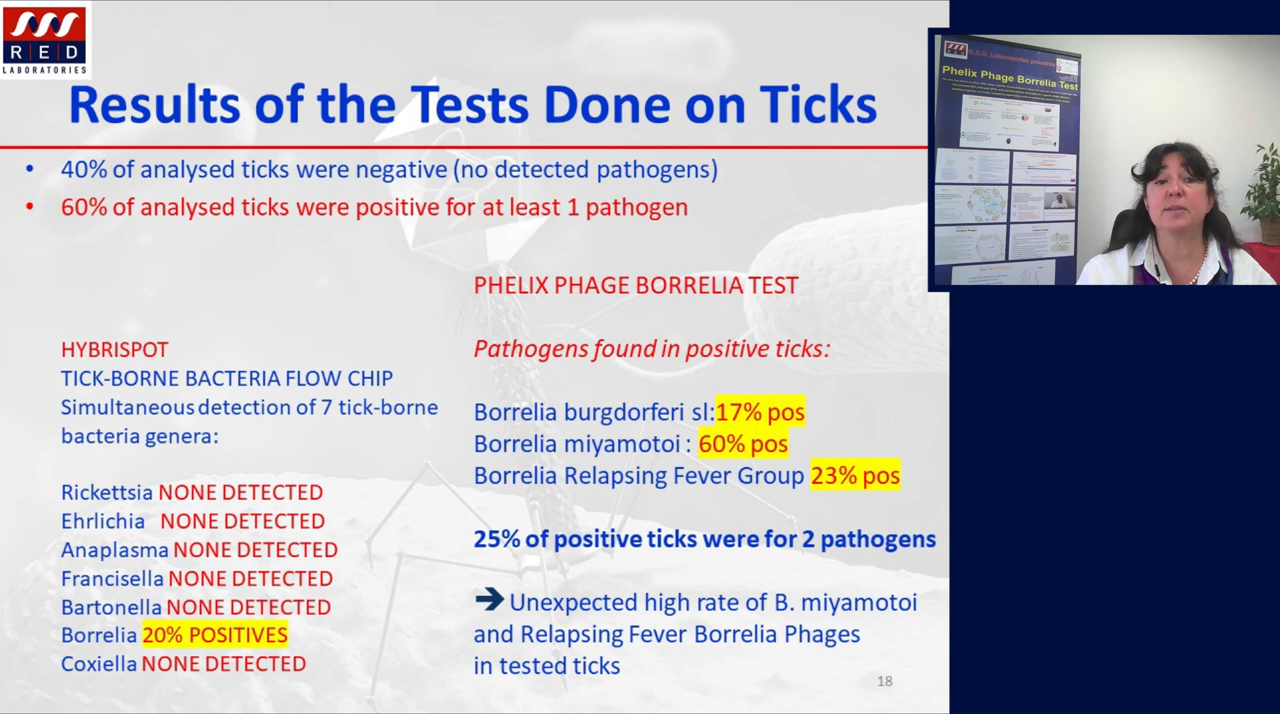 R|E|D
LABORATORIES
Results of the Tests Done on Ticks
• 40% of analysed ticks were negative (no detected pathogens)
• 60% of analysed ticks were positive for at least 1 pathogen
HYBRISPOT
TICK-BORNE BACTERIA FLOW CHIP
Simultaneous detection of 7 tick-borne
bacteria genera:
Rickettsia NONE DETECTED
Ehrlichia NONE DETECTED
Anaplasma NONE DETECTED
Francisella NONE DETECTED
Bartonella NONE DETECTED
Borrelia 20% POSITIVES
Coxiella NONE DETECTED
PHELIX PHAGE BORRELIA TEST
Pathogens found in positive ticks:
Borrelia burgdorferi sl:17% pos
Borrelia miyamotoi : 60% pos
Borrelia Relapsing Fever Group 23% pos
25% of positive ticks were for 2 pathogens
➔ Unexpected high rate of B. miyamotoi
and Relapsing Fever Borrelia Phages
in tested ticks
18
Phelix Phage Borrelia Test